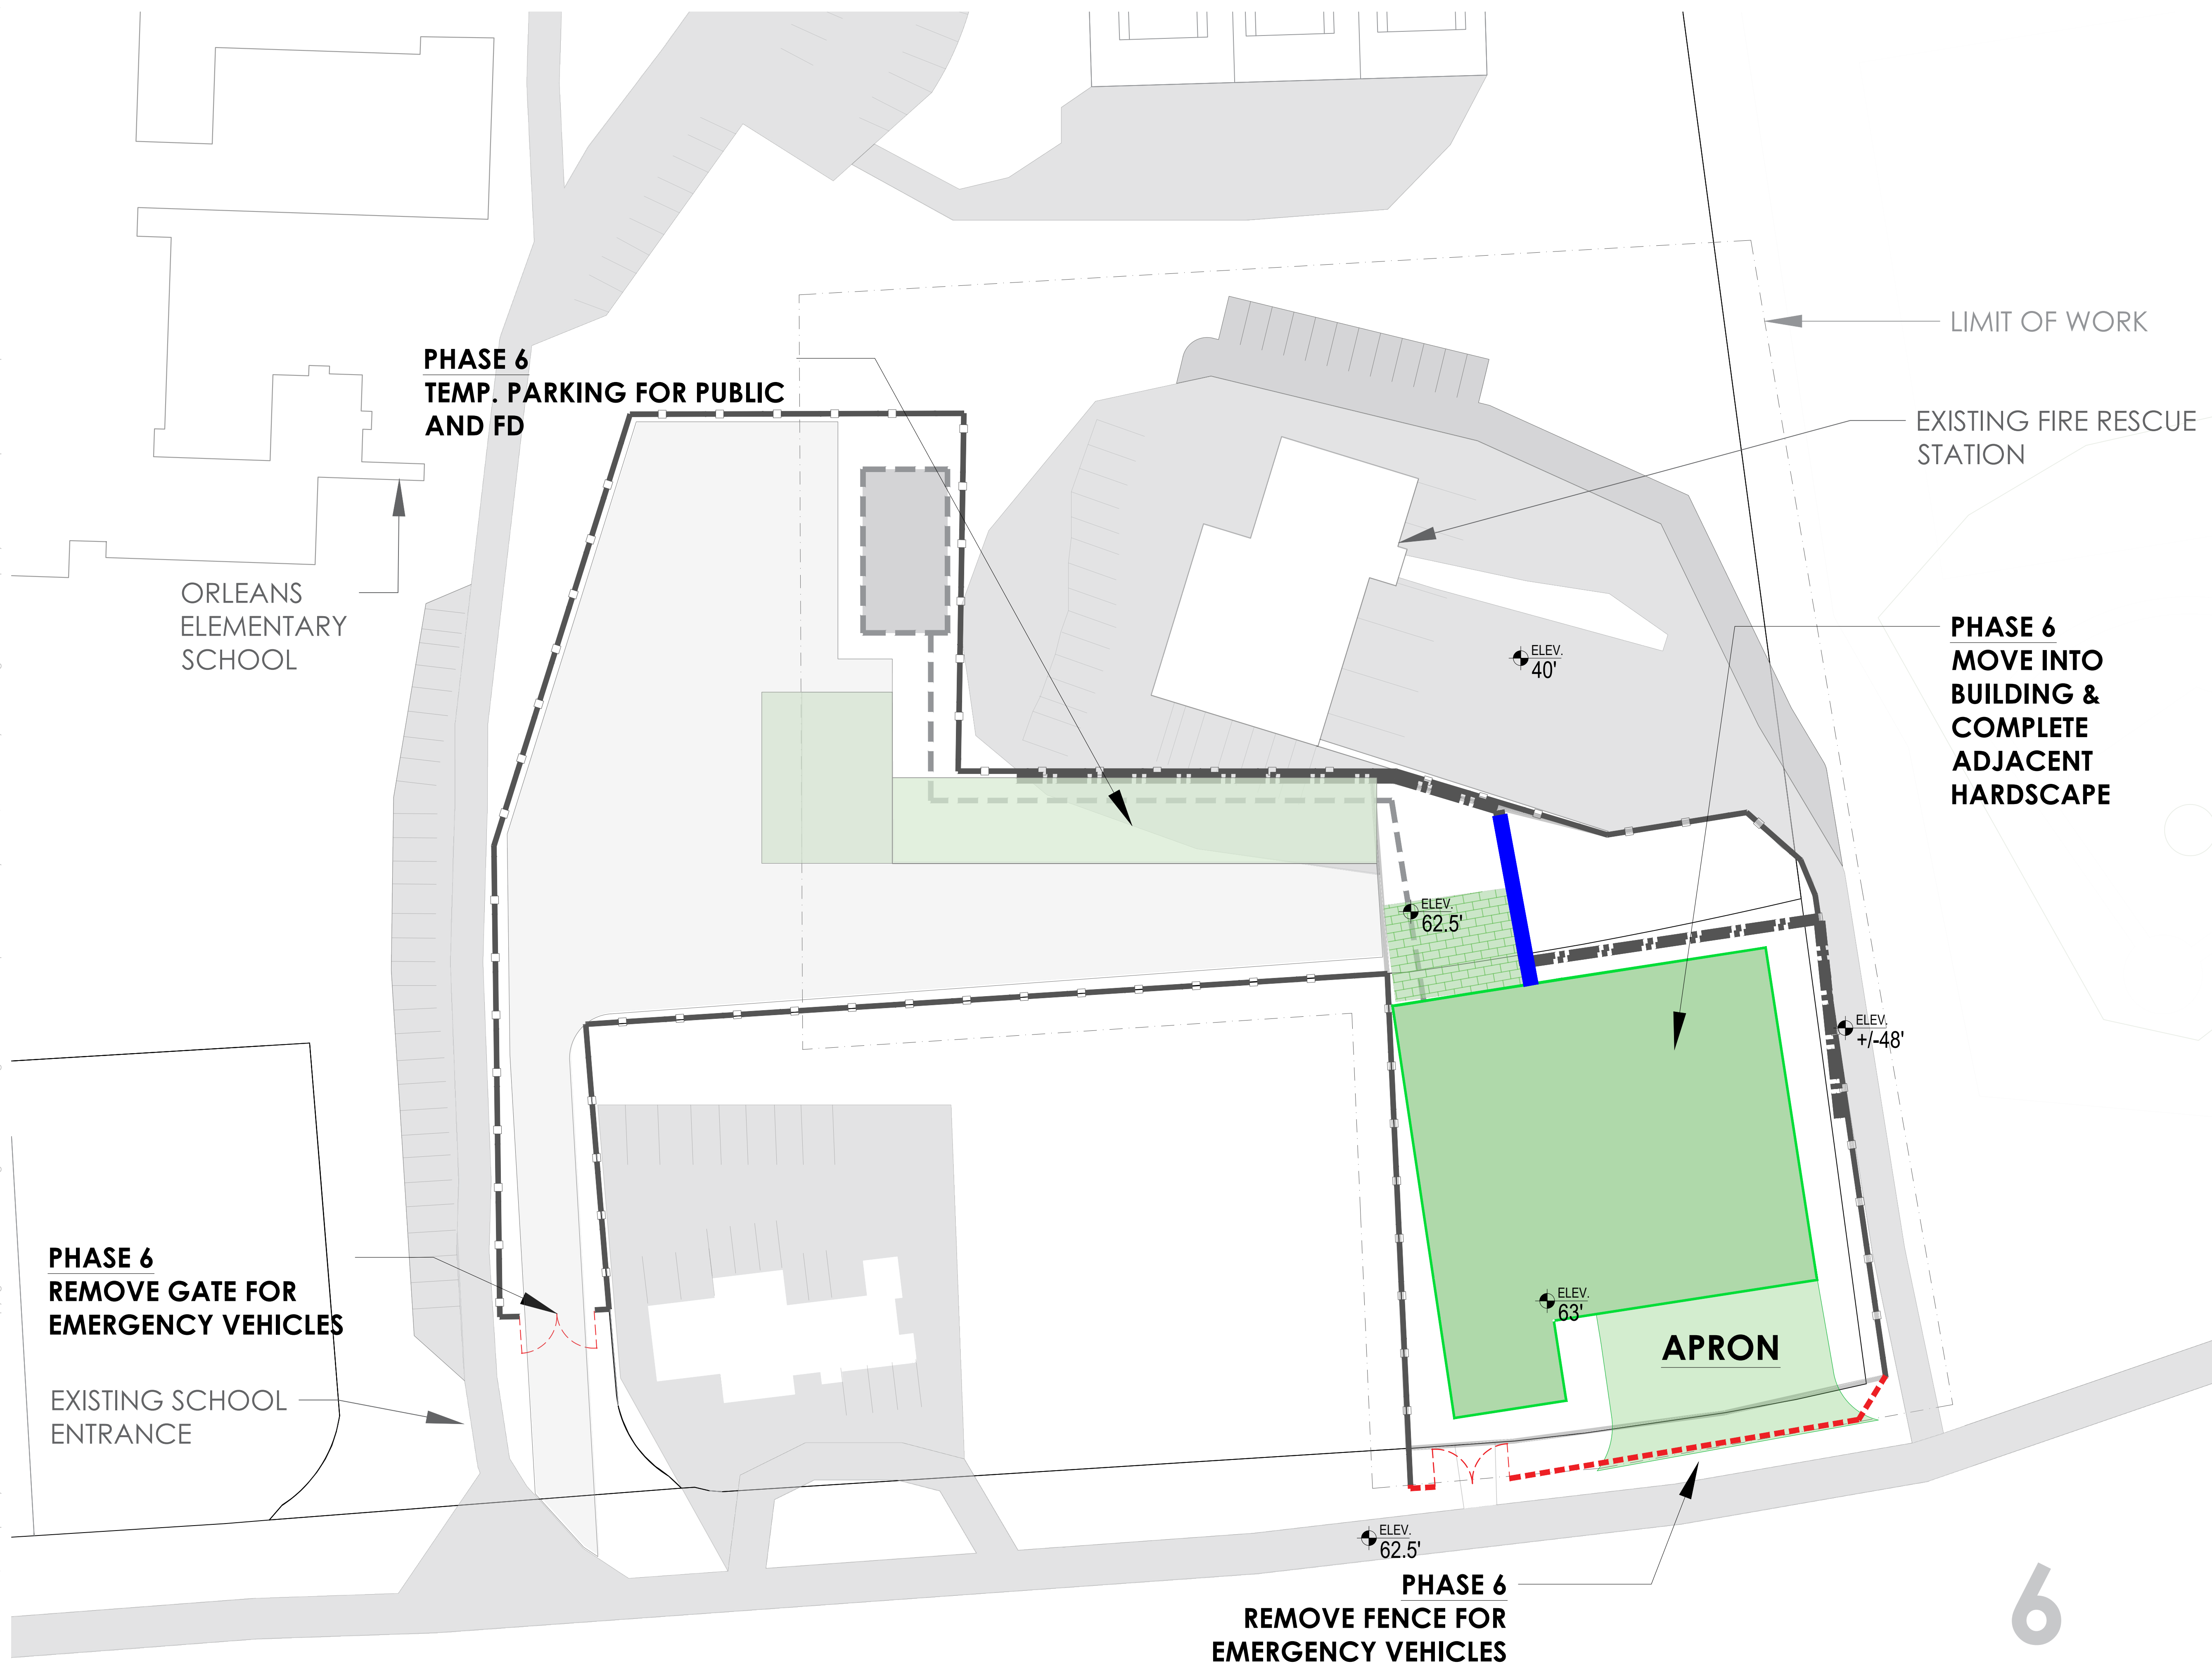 LIMIT OF WORK
PHASE 6
TEMP. PARKING FOR PUBLIC
AND FD
EXISTING FIRE RESCUE
STATION
ORLEANS
ELEMENTARY
SCHOOL
ELEV.
40'
PHASE 6
MOVE INTO
BUILDING &
COMPLETE
ADJACENT
HARDSCAPE
ELEV.
62.5'
ELEV.
+/-48'
PHASE 6
REMOVE GATE FOR
EMERGENCY VEHICLES
ELEV.
63'
APRON
EXISTING SCHOOL
ENTRANCE
ELEV.
62.5'
PHASE 6
REMOVE FENCE FOR
EMERGENCY VEHICLES
6